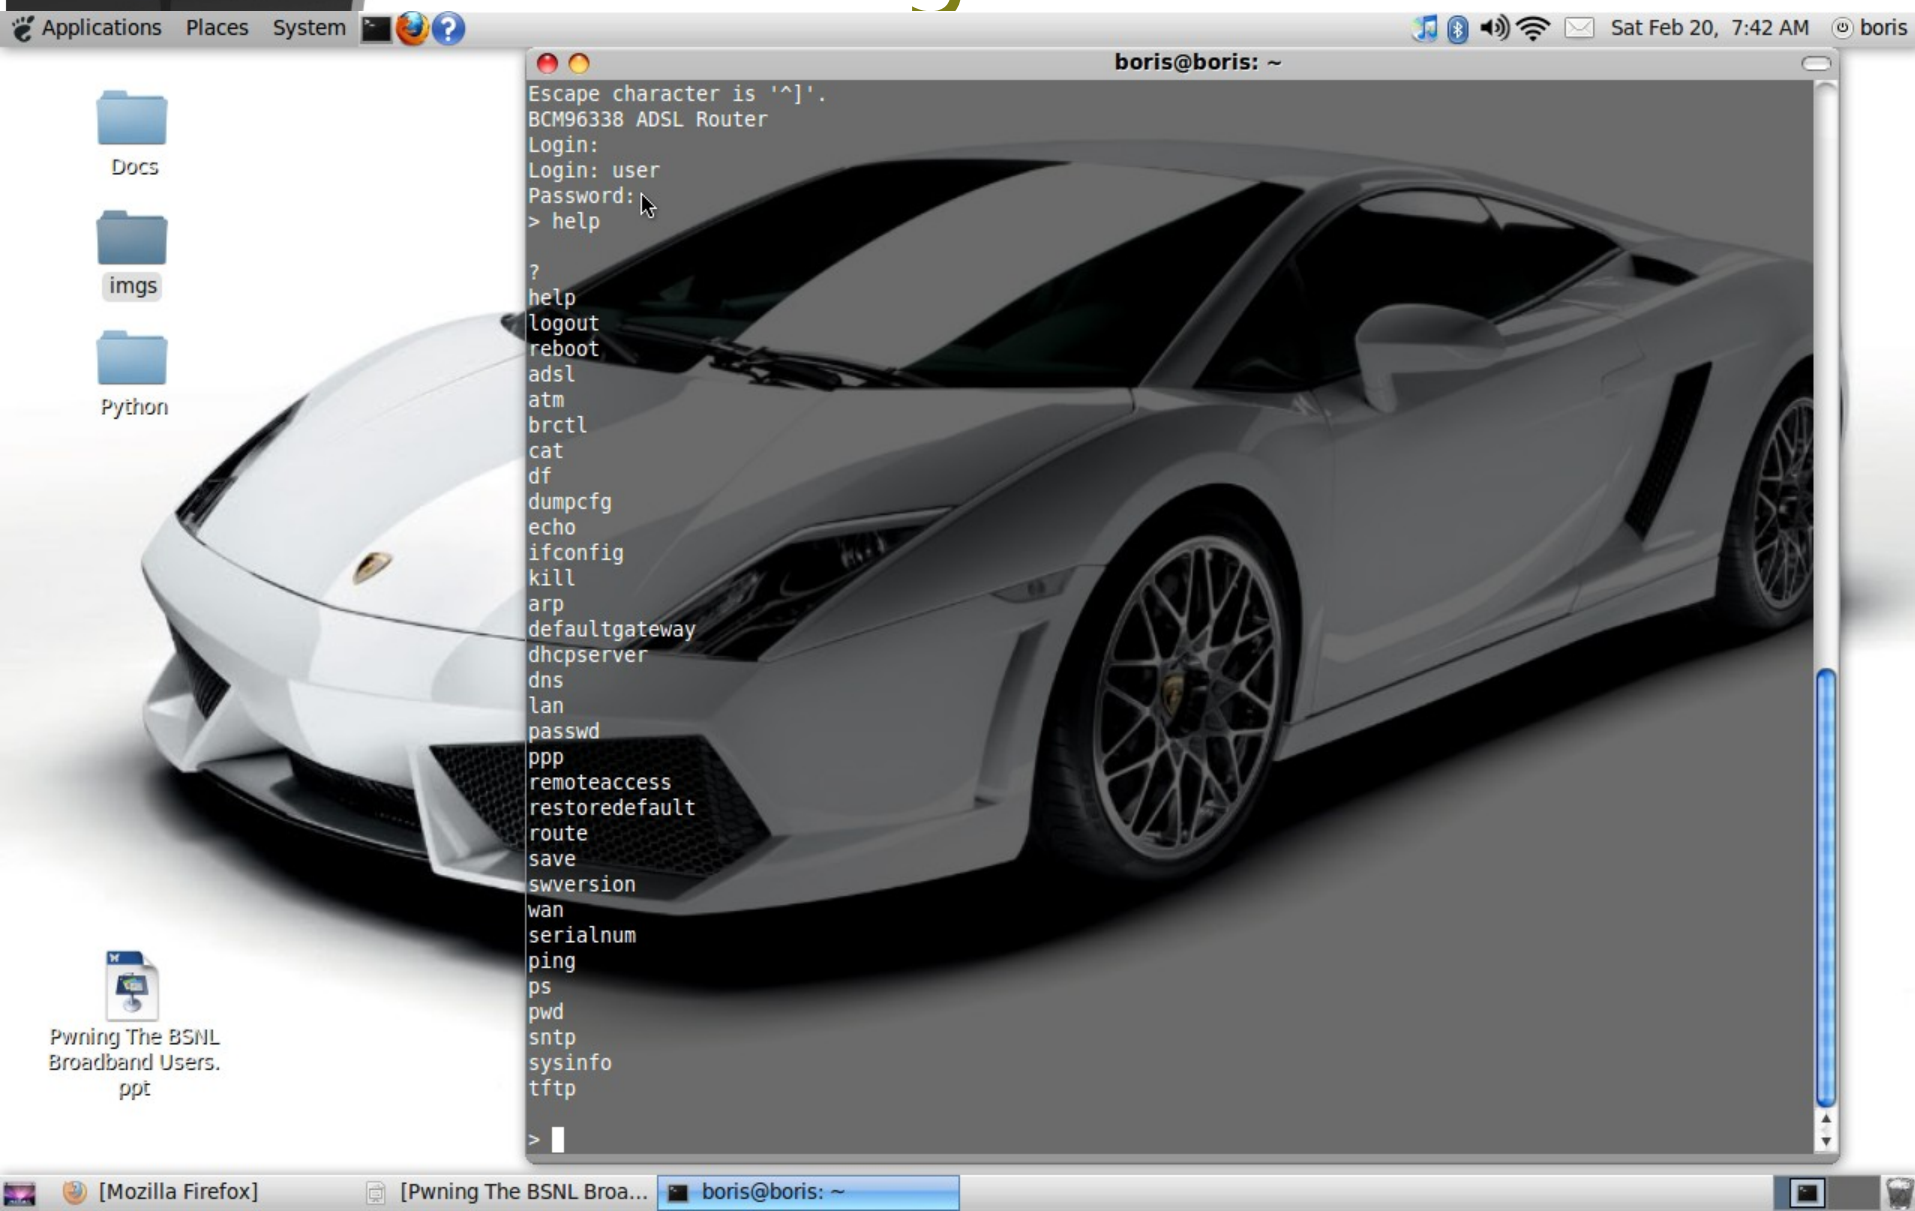 Applications Places System
Sat Feb 20, 7:42 AM boris
boris@boris: ~
Docs
imgs
Python
Pwning The BSNL
Broadband Users.
ppt
Escape character is '^]'.
BCM96338 ADSL Router
Login:
Login: user
Password:
> help
?
help
logout
reboot
adsl
atm
brctl
cat
df
dumpcfg
echo
ifconfig
kill
arp
defaultgateway
dhcpserver
dns
lan
passwd
ppp
remoteaccess
restoredefault
route
save
swversion
wan
serialnum
ping
ps
pwd
sntp
sysinfo
tftp
>
[Mozilla Firefox] [Pwning The BSNL Broa... boris@boris: ~